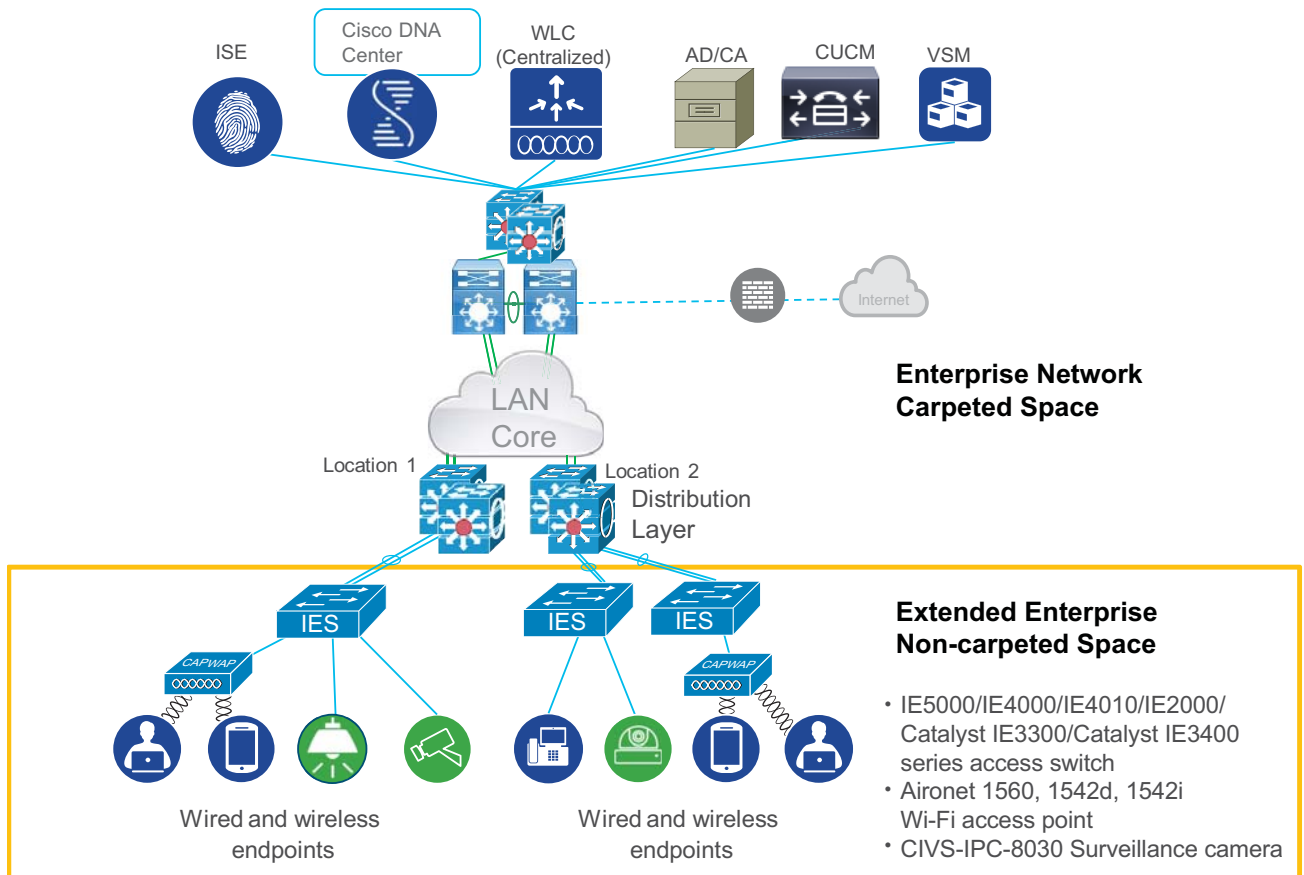 ISE
Cisco DNA
Center
WLC
(Centralized)
AD/CA
CUCM
VSM
Internet
Enterprise Network
Carpeted Space
LAN
Core
Location 1
Location 2
Distribution
Layer
IES
IES
IES
CAPWAP
CAPWAP
Wired and wireless
endpoints
Wired and wireless
endpoints
Extended Enterprise
Non-carpeted Space
• IE5000/IE4000/IE4010/IE2000/
Catalyst IE3300/Catalyst IE3400
series access switch
• Aironet 1560, 1542d, 1542i
Wi-Fi access point
• CIVS-IPC-8030 Surveillance camera